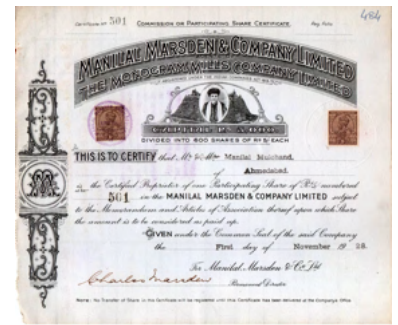 484
Certificate Nº 501 COMMISSION OR PARTICIPATING SHARE CERTIFICATE. Reg. Folio
MANILAL MARSDEN & COMPANY LIMITED
THE MONOGRAM MILLS COMPANY LIMITED
CAPITAL Rs 4,000
DIVIDED INTO 800 SHARES OF Rs 5/- EACH
THIS IS TO CERTIFY that Mr Manilal Mulchand,
of Ahmedabad.
is the Certified Proprietor of one Participating Share of Rs 5/- numbered
501 in the MANILAL MARSDEN & COMPANY LIMITED subject
to the Memorandum and Articles of Association thereof upon which Share
the amount is to be considered as paid up.
GIVEN under the Common Seal of the said Company
the First day of November 1928.
For Manilal Marsden & Co. Ltd
Charles Marsden
Permanent Director
Note: No Transfer of Share in this Certificate will be registered until this Certificate has been delivered at the Company's Office.